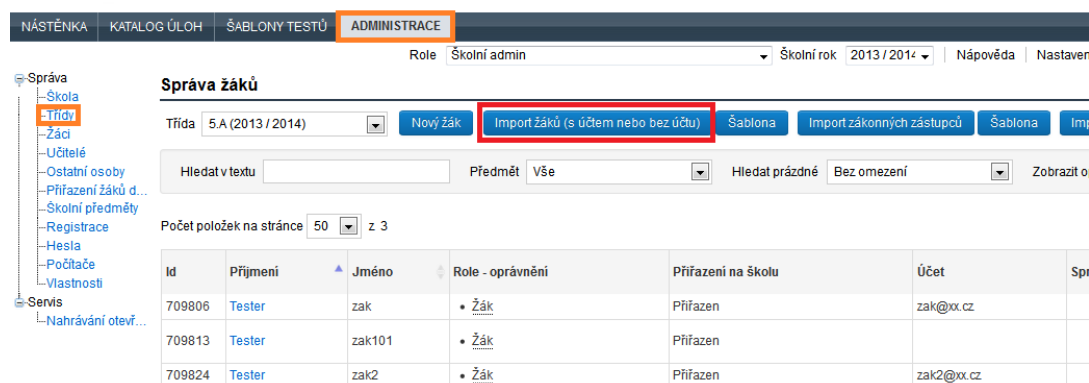 NÁSTĚNKA KATALOG ÚLOH ŠABLONY TESTŮ ADMINISTRACE
Role Školní admin Školní rok 2013 / 2014 Nápověda Nastaven
Správa
Škola
Třídy
Žáci
Učitelé
Ostatní osoby
Přiřazení žáků d...
Školní předměty
Registrace
Hesla
Počítače
Vlastnosti
Servis
Nahrávání otevř...
Správa žáků
Třída 5.A (2013 / 2014) Nový žák Import žáků (s účtem nebo bez účtu) Šablona Import zákonných zástupců Šablona Imp
Hledat v textu Předmět Vše Hledat prázdné Bez omezení Zobrazit o
Počet položek na stránce 50 z 3
Id Příjmení Jméno Role - oprávnění Přiřazení na školu Účet Spr
709806 Tester zak • Žák Přiřazen zak@xx.cz
709813 Tester zak101 • Žák Přiřazen
709824 Tester zak2 • Žák Přiřazen zak2@xx.cz